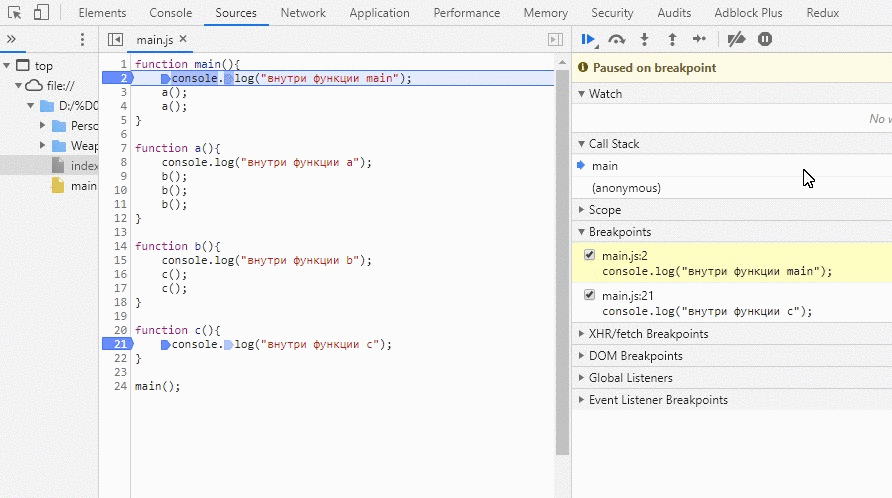 Elements Console Sources Network Application Performance Memory Security Audits Adblock Plus Redux
» main.js ×
top
file://
D:/%D0
Perso
Weap
index
main
1 function main(){
2 console.log("внутри функции main");
3 a();
4 a();
5 }
6
7 function a(){
8 console.log("внутри функции a");
9 b();
10 b();
11 b();
12 }
13
14 function b(){
15 console.log("внутри функции b");
16 c();
17 c();
18 }
19
20 function c(){
21 console.log("внутри функции c");
22 }
23
24 main();
Paused on breakpoint
Watch
No w
Call Stack
main
(anonymous)
Scope
Breakpoints
main.js:2
console.log("внутри функции main");
main.js:21
console.log("внутри функции c");
XHR/fetch Breakpoints
DOM Breakpoints
Global Listeners
Event Listener Breakpoints